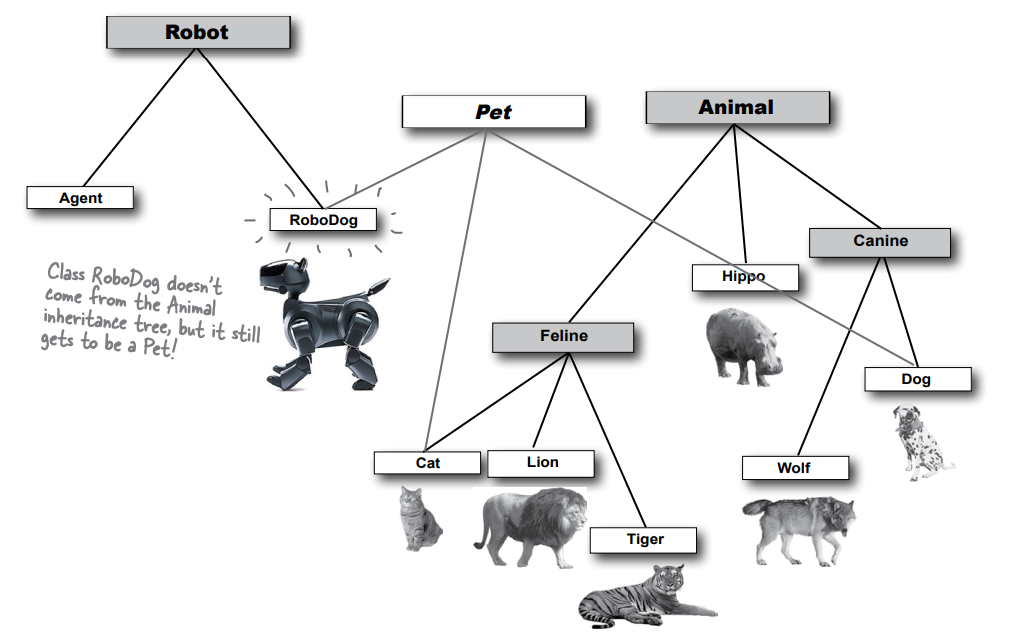 Robot
Pet
Animal
Agent
RoboDog
Canine
Class RoboDog doesn't
come from the Animal
inheritance tree, but it still
gets to be a Pet!
Hippo
Feline
Dog
Cat
Lion
Wolf
Tiger